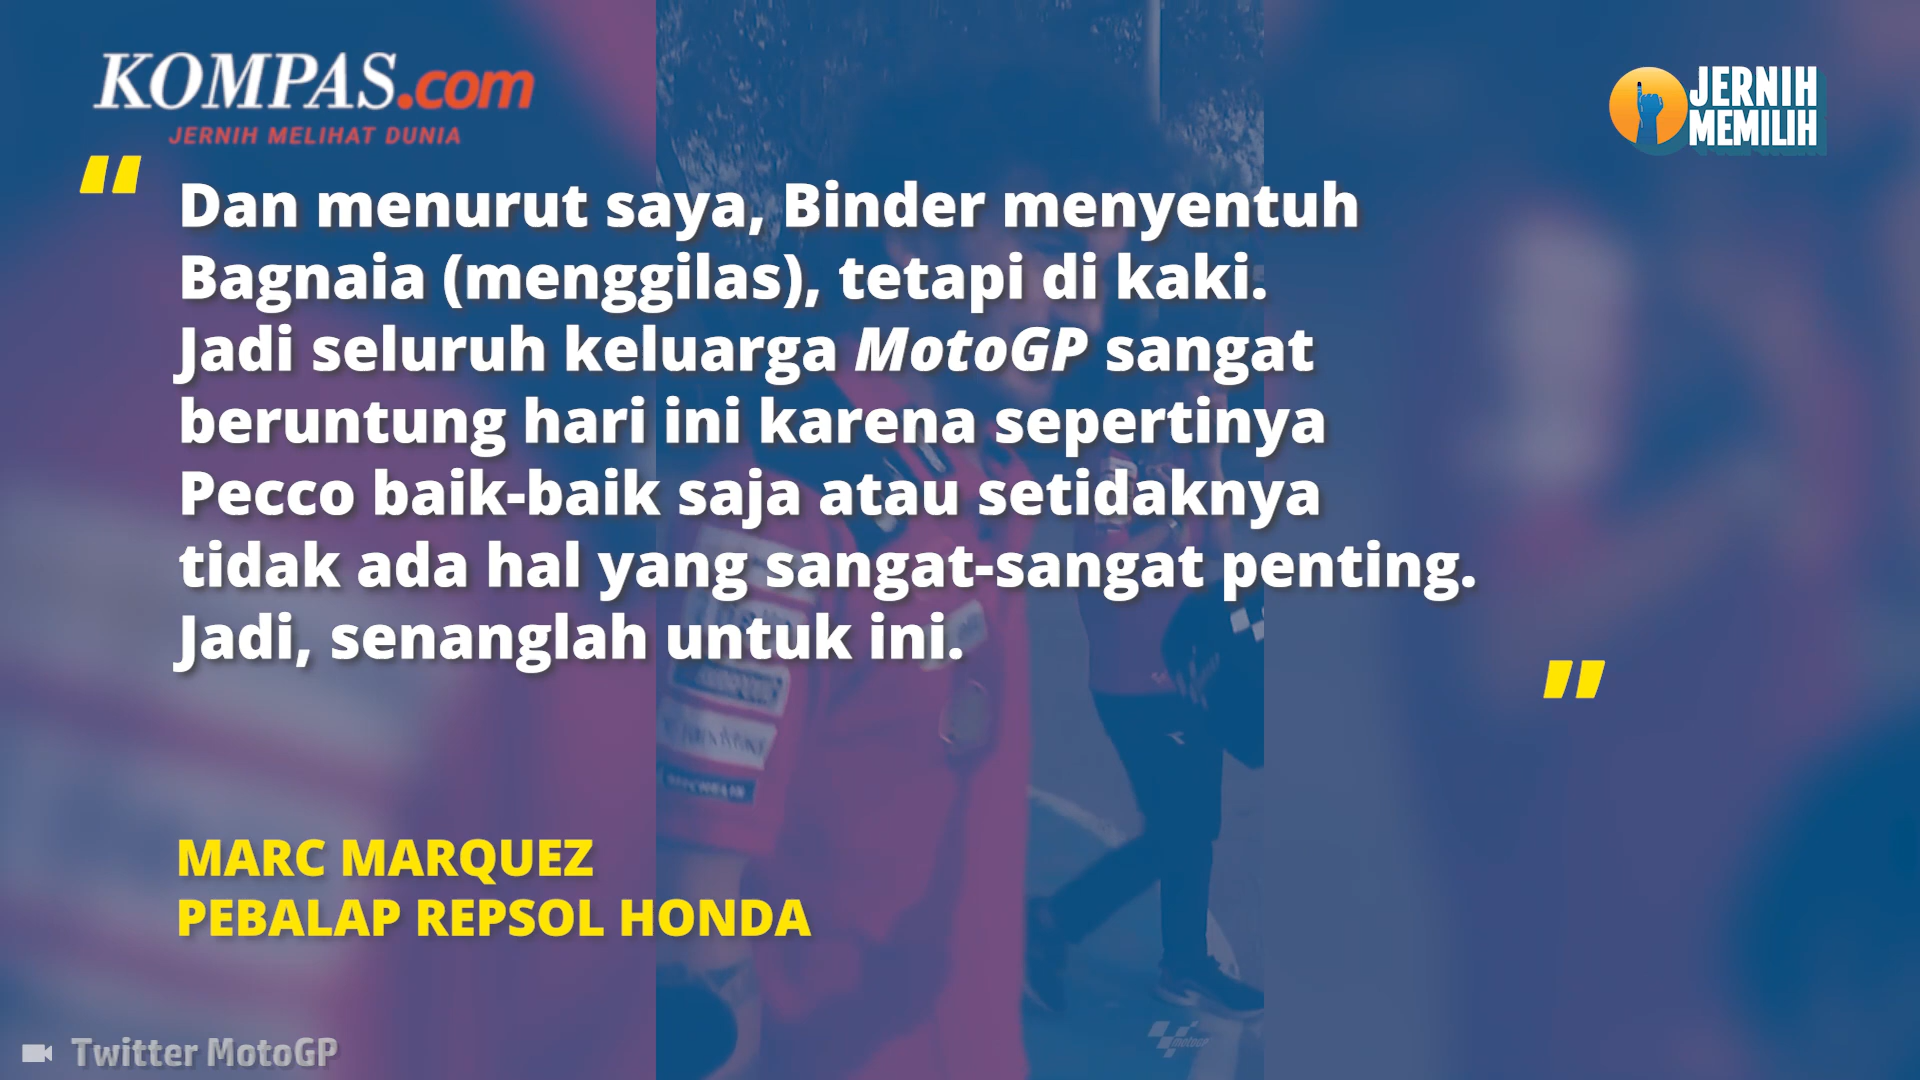 KOMPAS.com
JERNIH MELIHAT DUNIA
JERNIH
MEMILIH
"
Dan menurut saya, Binder menyentuh
Bagnaia (menggilas), tetapi di kaki.
Jadi seluruh keluarga MotoGP sangat
beruntung hari ini karena sepertinya
Pecco baik-baik saja atau setidaknya
tidak ada hal yang sangat-sangat penting.
Jadi, senanglah untuk ini.
"
MARC MARQUEZ
PEBALAP REPSOL HONDA
Twitter MotoGP
motoGP